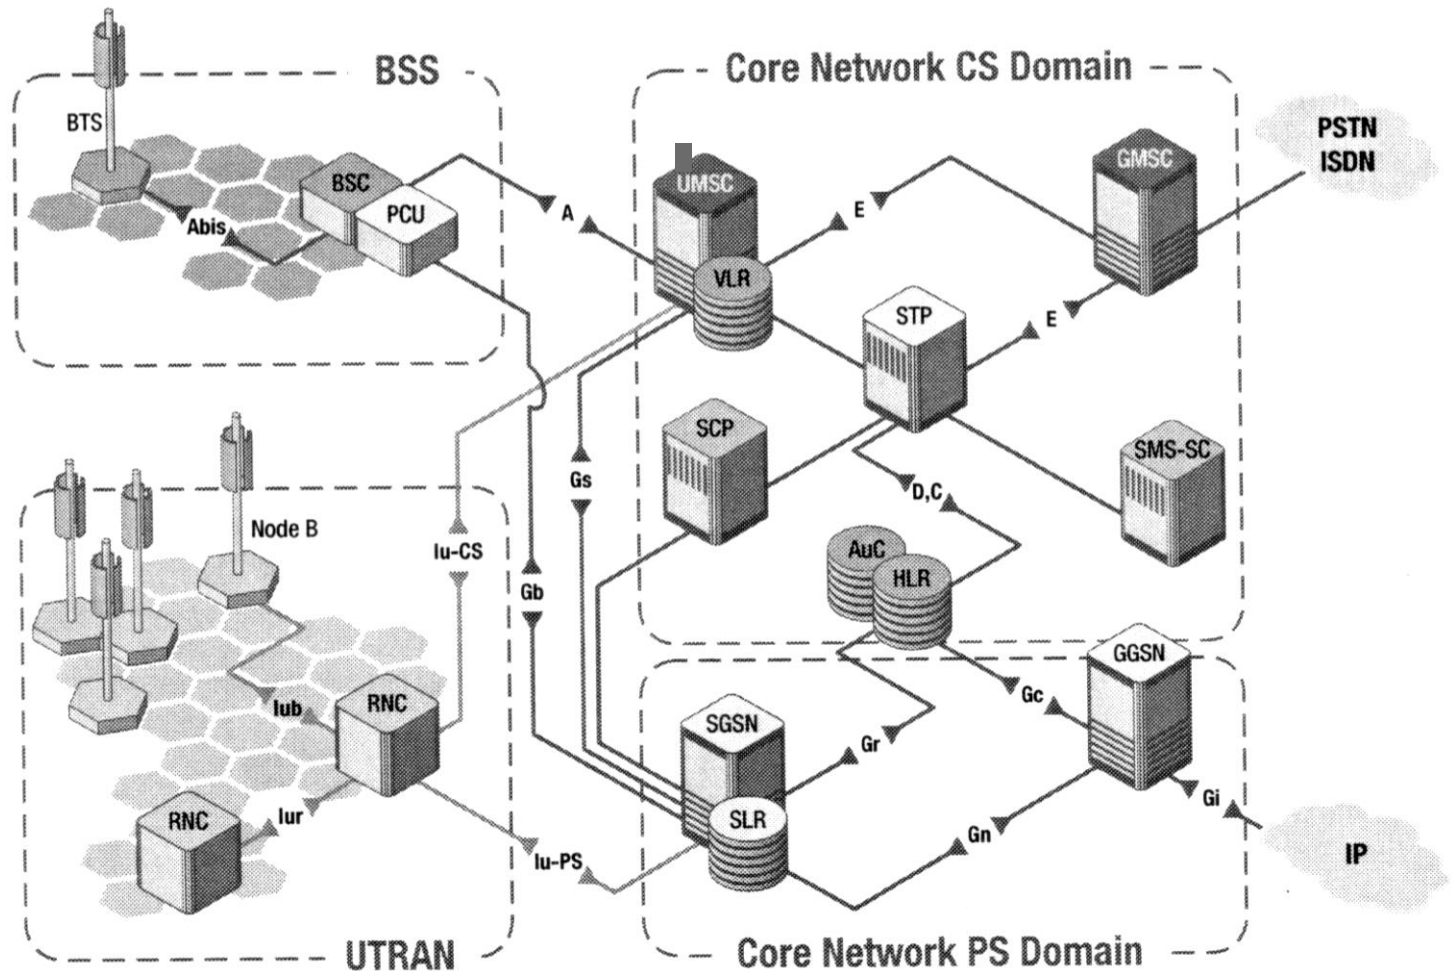 BSS
Core Network CS Domain
BTS
PSTN
ISDN
GMSC
BSC
UMSC
PCU
A
E
Abis
VLR
STP
E
SCP
SMS-SC
Gs
D,C
Node B
Iu-CS
AuC
HLR
Gb
GGSN
RNC
Iub
SGSN
Gc
Gr
Gi
RNC
Iur
SLR
Gn
Iu-PS
IP
UTRAN
Core Network PS Domain